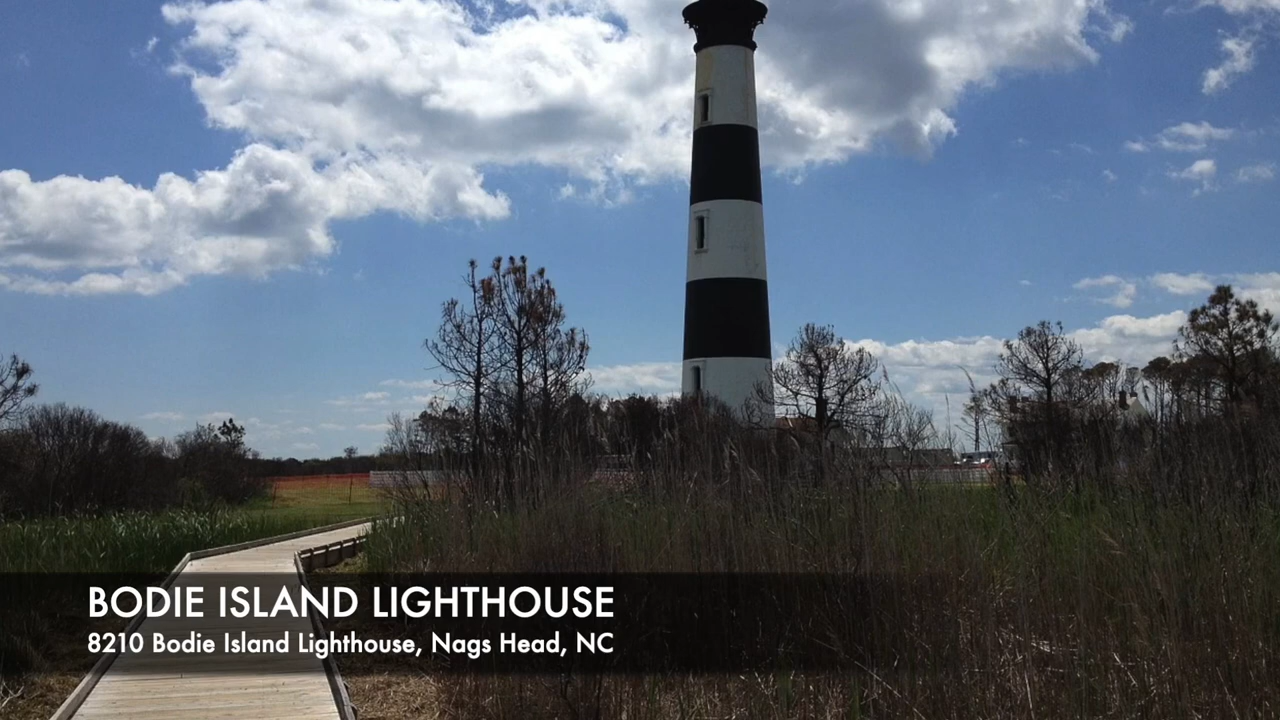 BODIE ISLAND LIGHTHOUSE
8210 Bodie Island Lighthouse, Nags Head, NC